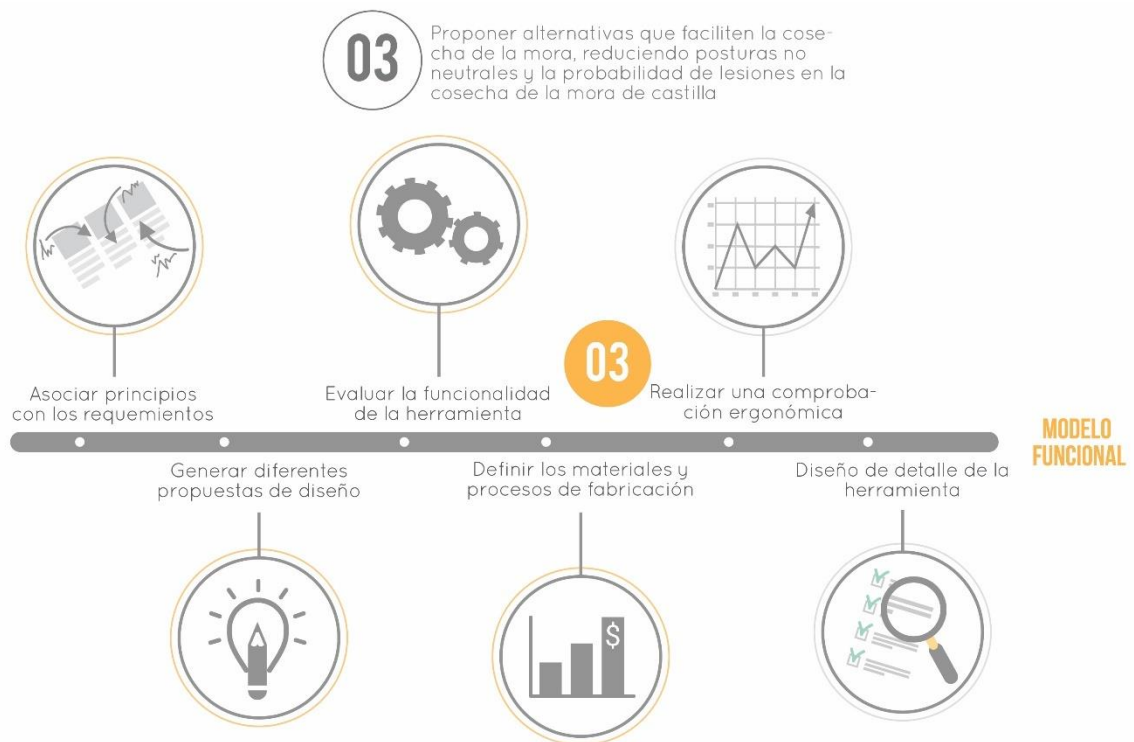 03
Proponer alternativas que faciliten la cose-
cha de la mora, reduciendo posturas no
neutrales y la probabilidad de lesiones en la
cosecha de la mora de castilla
Asociar principios
con los requemientos
Evaluar la funcionalidad
de la herramienta
03
Realizar una comproba-
ción ergonómica
MODELO
FUNCIONAL
Generar diferentes
propuestas de diseño
Definir los materiales y
procesos de fabricación
Diseño de detalle de la
herramienta
$